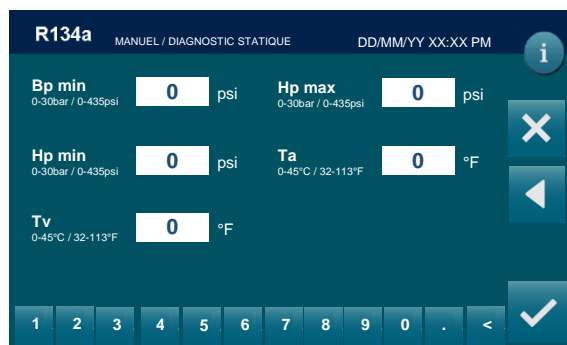 R134a MANUEL / DIAGNOSTIC STATIQUE DD/MM/YY XX:XX PM
i
Bp min 0 psi
0-30bar / 0-435psi
Hp max 0 psi
0-30bar / 0-435psi
Hp min 0 psi
0-30bar / 0-435psi
Ta 0 °F
0-45°C / 32-113°F
Tv 0 °F
0-45°C / 32-113°F
1 2 3 4 5 6 7 8 9 0 . <